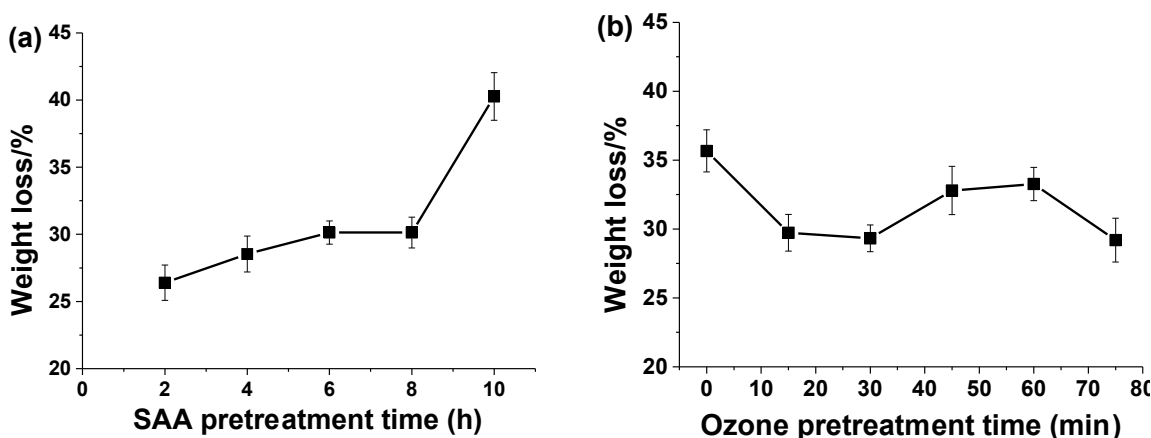 (a)
45
40
35
30
25
20
0 2 4 6 8 10
Weight loss/%
SAA pretreatment time (h)
(b)
45
40
35
30
25
20
0 10 20 30 40 50 60 70 80
Weight loss/%
Ozone pretreatment time (min)